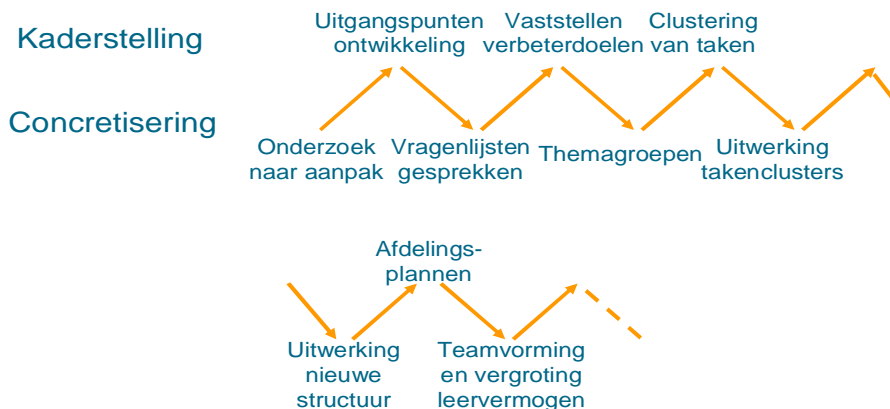 Kaderstelling
Uitgangspunten
ontwikkeling
Vaststellen
verbeterdoelen
Clustering
van taken
Concretisering
Onderzoek
naar aanpak
Vragenlijsten
gesprekken
Themagroepen
Uitwerking
takenclusters
Afdelings-
plannen
Uitwerking
nieuwe
structuur
Teamvorming
en vergroting
leervermogen